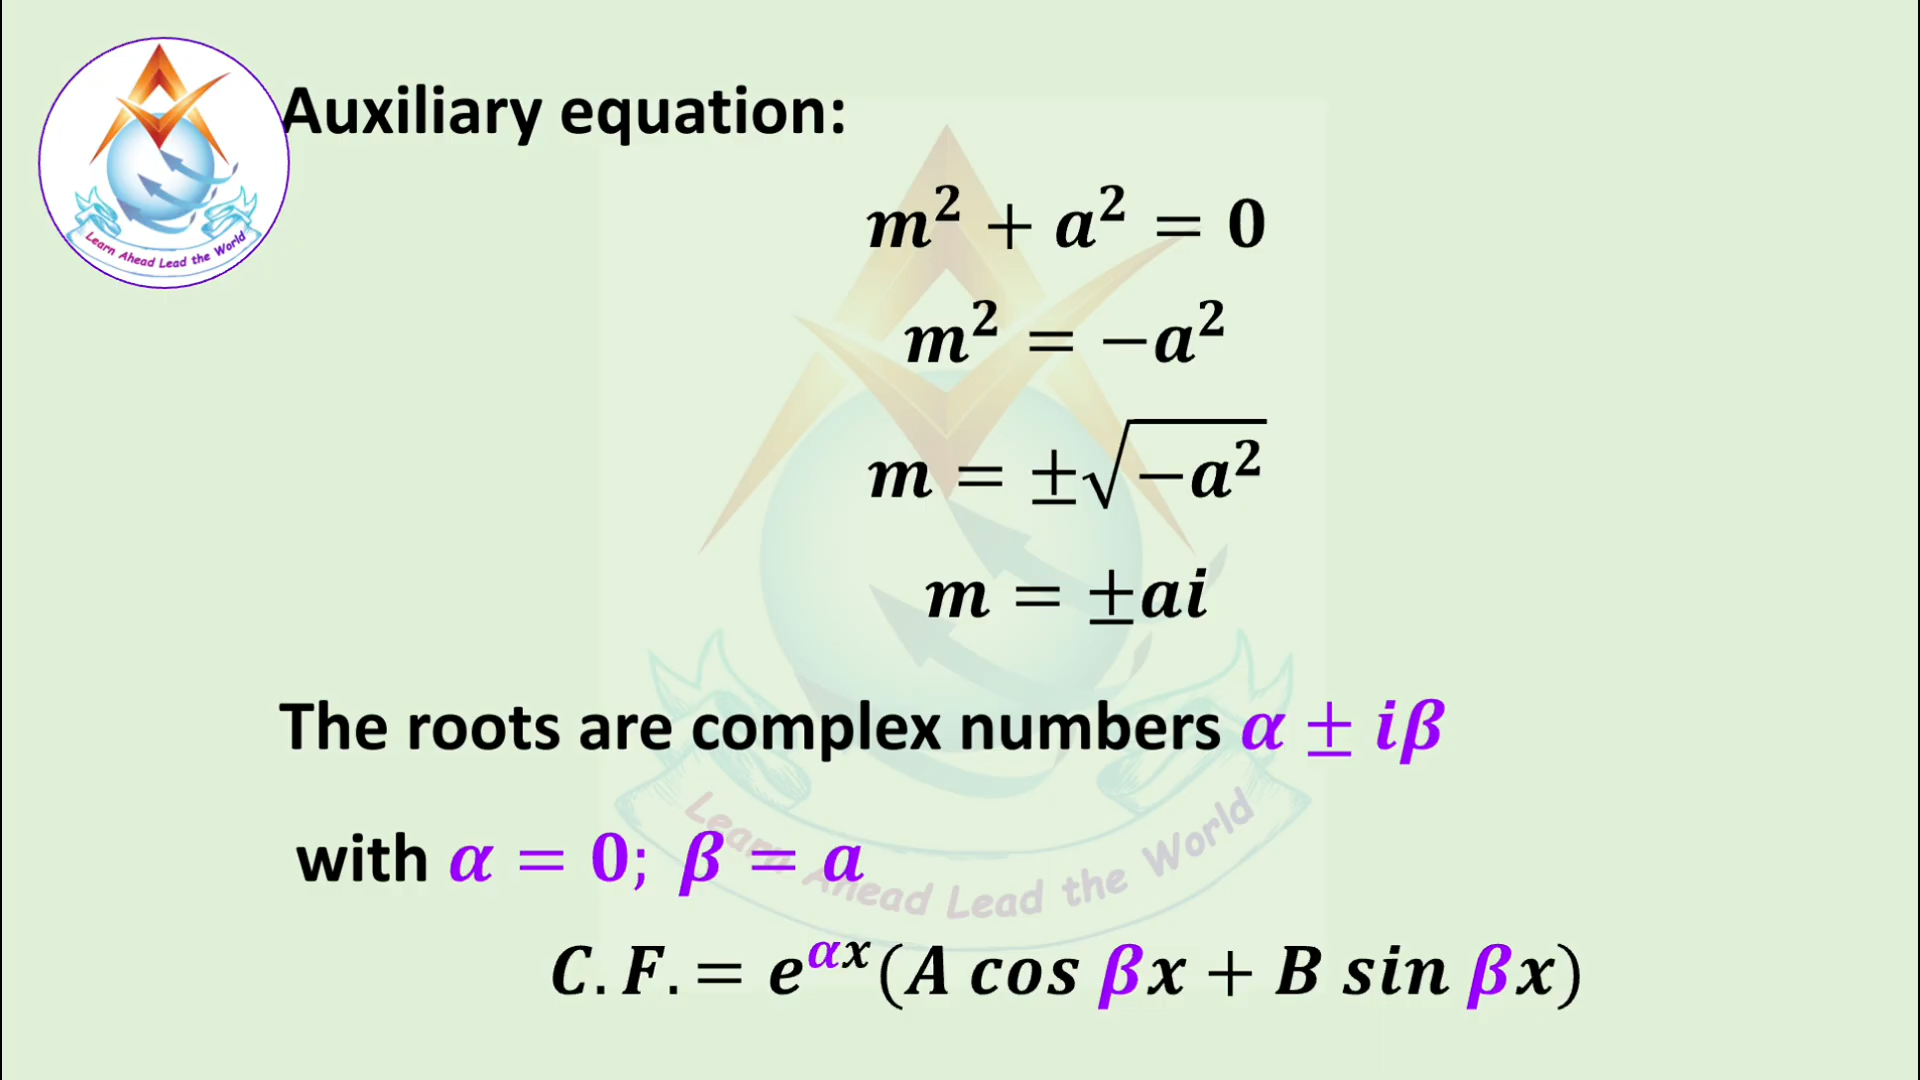 Learn Ahead Lead the World
Auxiliary equation:
m² + a² = 0
m² = −a²
m = ±√−a²
m = ±ai
The roots are complex numbers α ± iβ
with α = 0; β = a
Learn Ahead Lead the World
C.F. = e^{αx}(A cos βx + B sin βx)